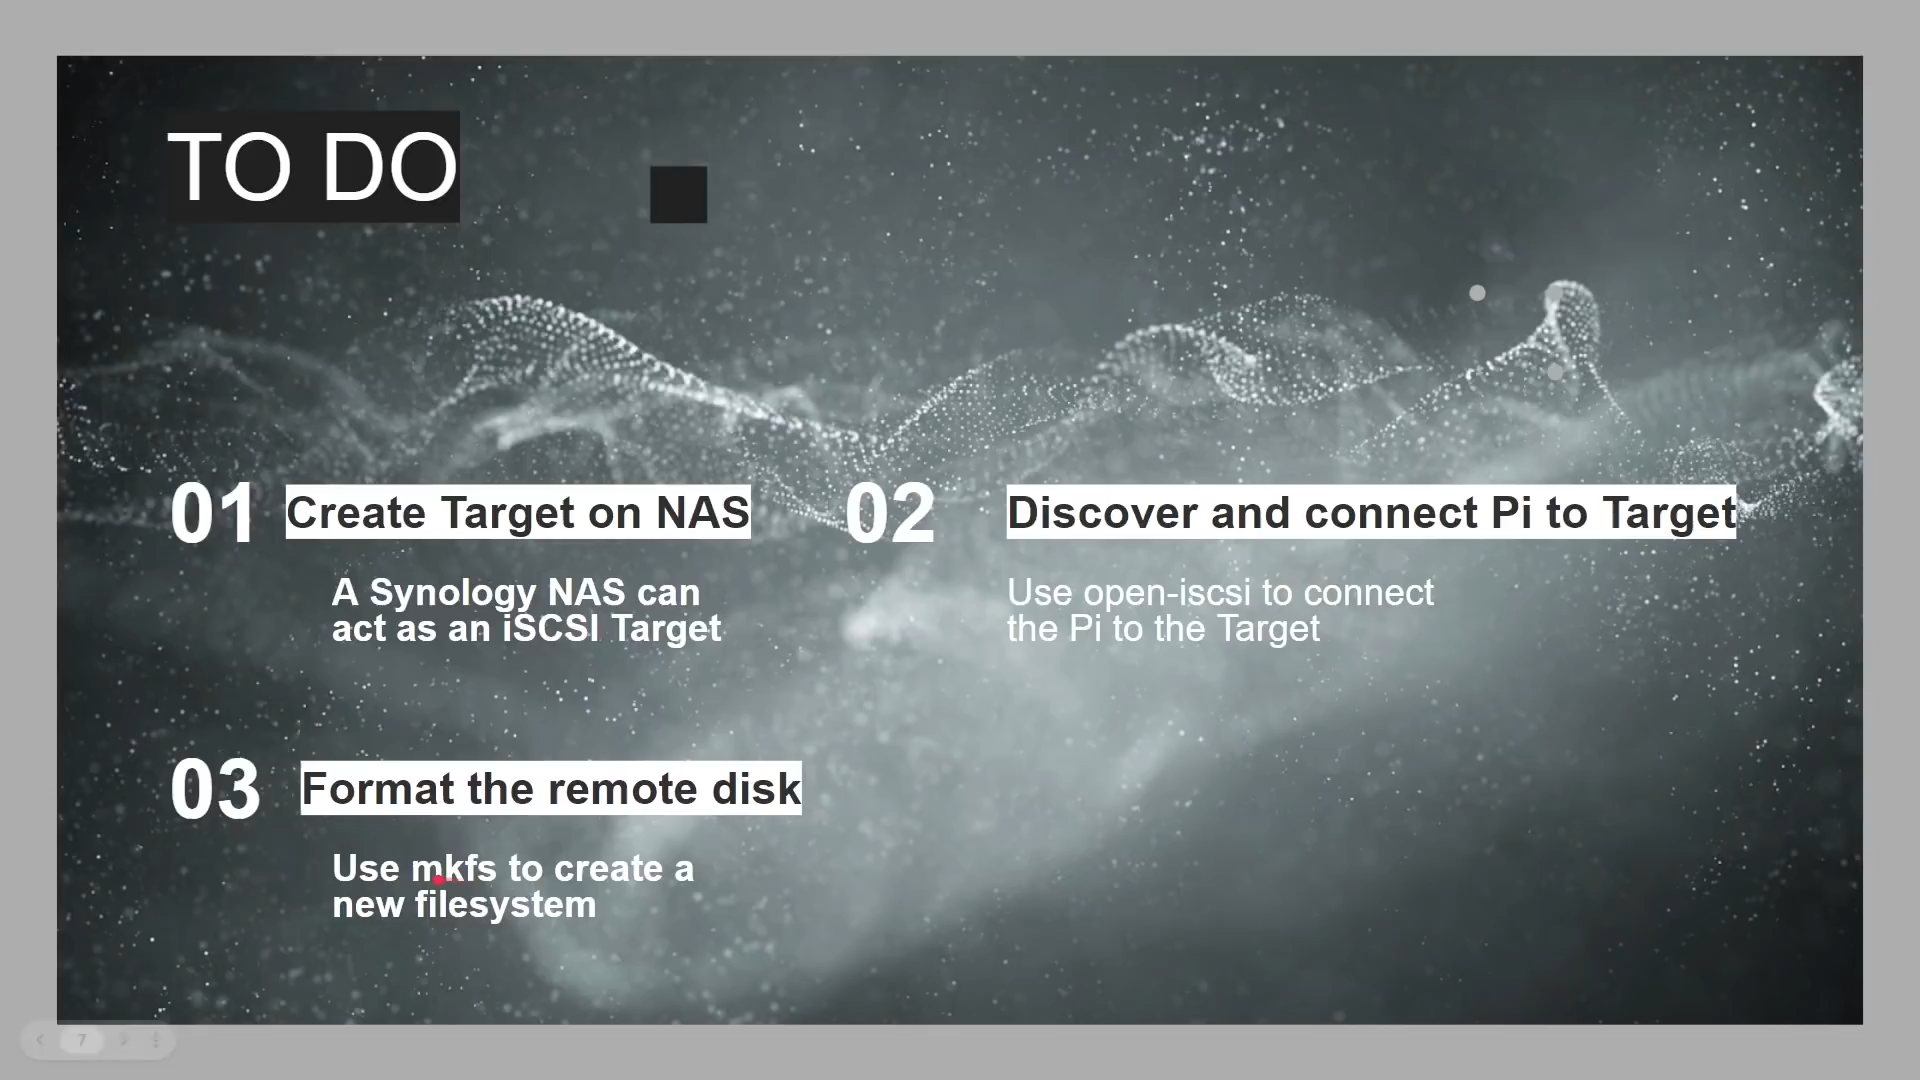 TO DO
01 Create Target on NAS
A Synology NAS can
act as an iSCSI Target
02 Discover and connect Pi to Target
Use open-iscsi to connect
the Pi to the Target
03 Format the remote disk
Use mkfs to create a
new filesystem
7